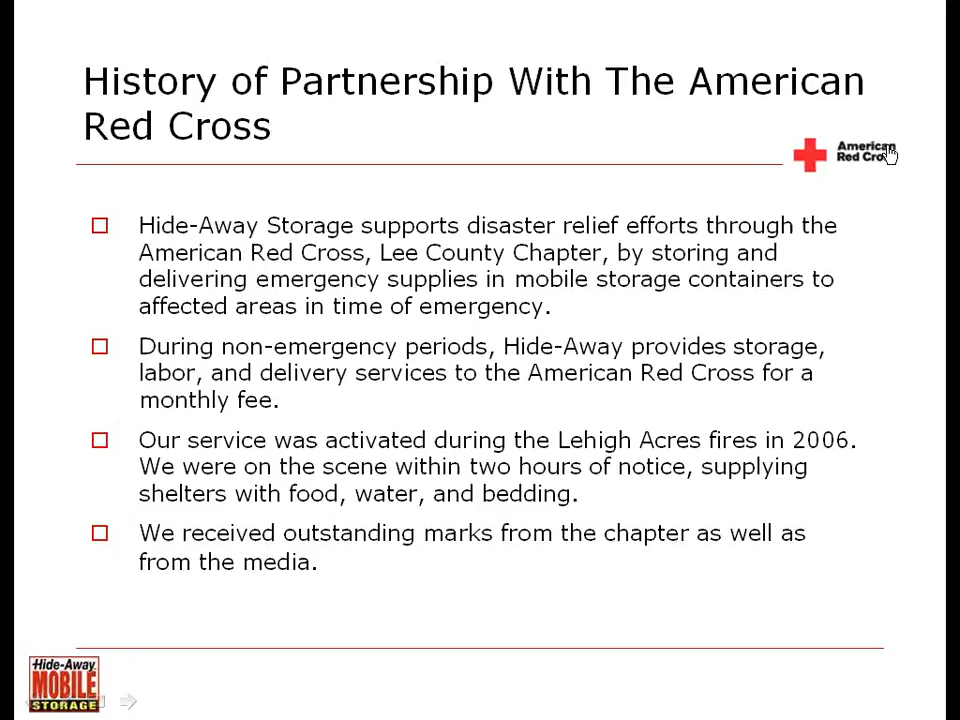 History of Partnership With The American
Red Cross
American
Red Cross
Hide-Away Storage supports disaster relief efforts through the
American Red Cross, Lee County Chapter, by storing and
delivering emergency supplies in mobile storage containers to
affected areas in time of emergency.
During non-emergency periods, Hide-Away provides storage,
labor, and delivery services to the American Red Cross for a
monthly fee.
Our service was activated during the Lehigh Acres fires in 2006.
We were on the scene within two hours of notice, supplying
shelters with food, water, and bedding.
We received outstanding marks from the chapter as well as
from the media.
Hide-Away
MOBILE
STORAGE